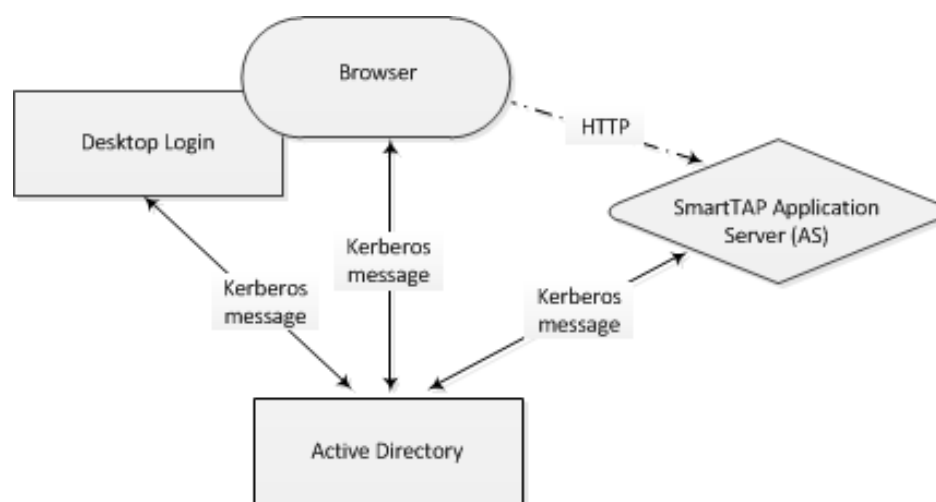 Browser
Desktop Login
HTTP
SmartTAP Application
Server (AS)
Kerberos
message
Kerberos
message
Kerberos
message
Active Directory